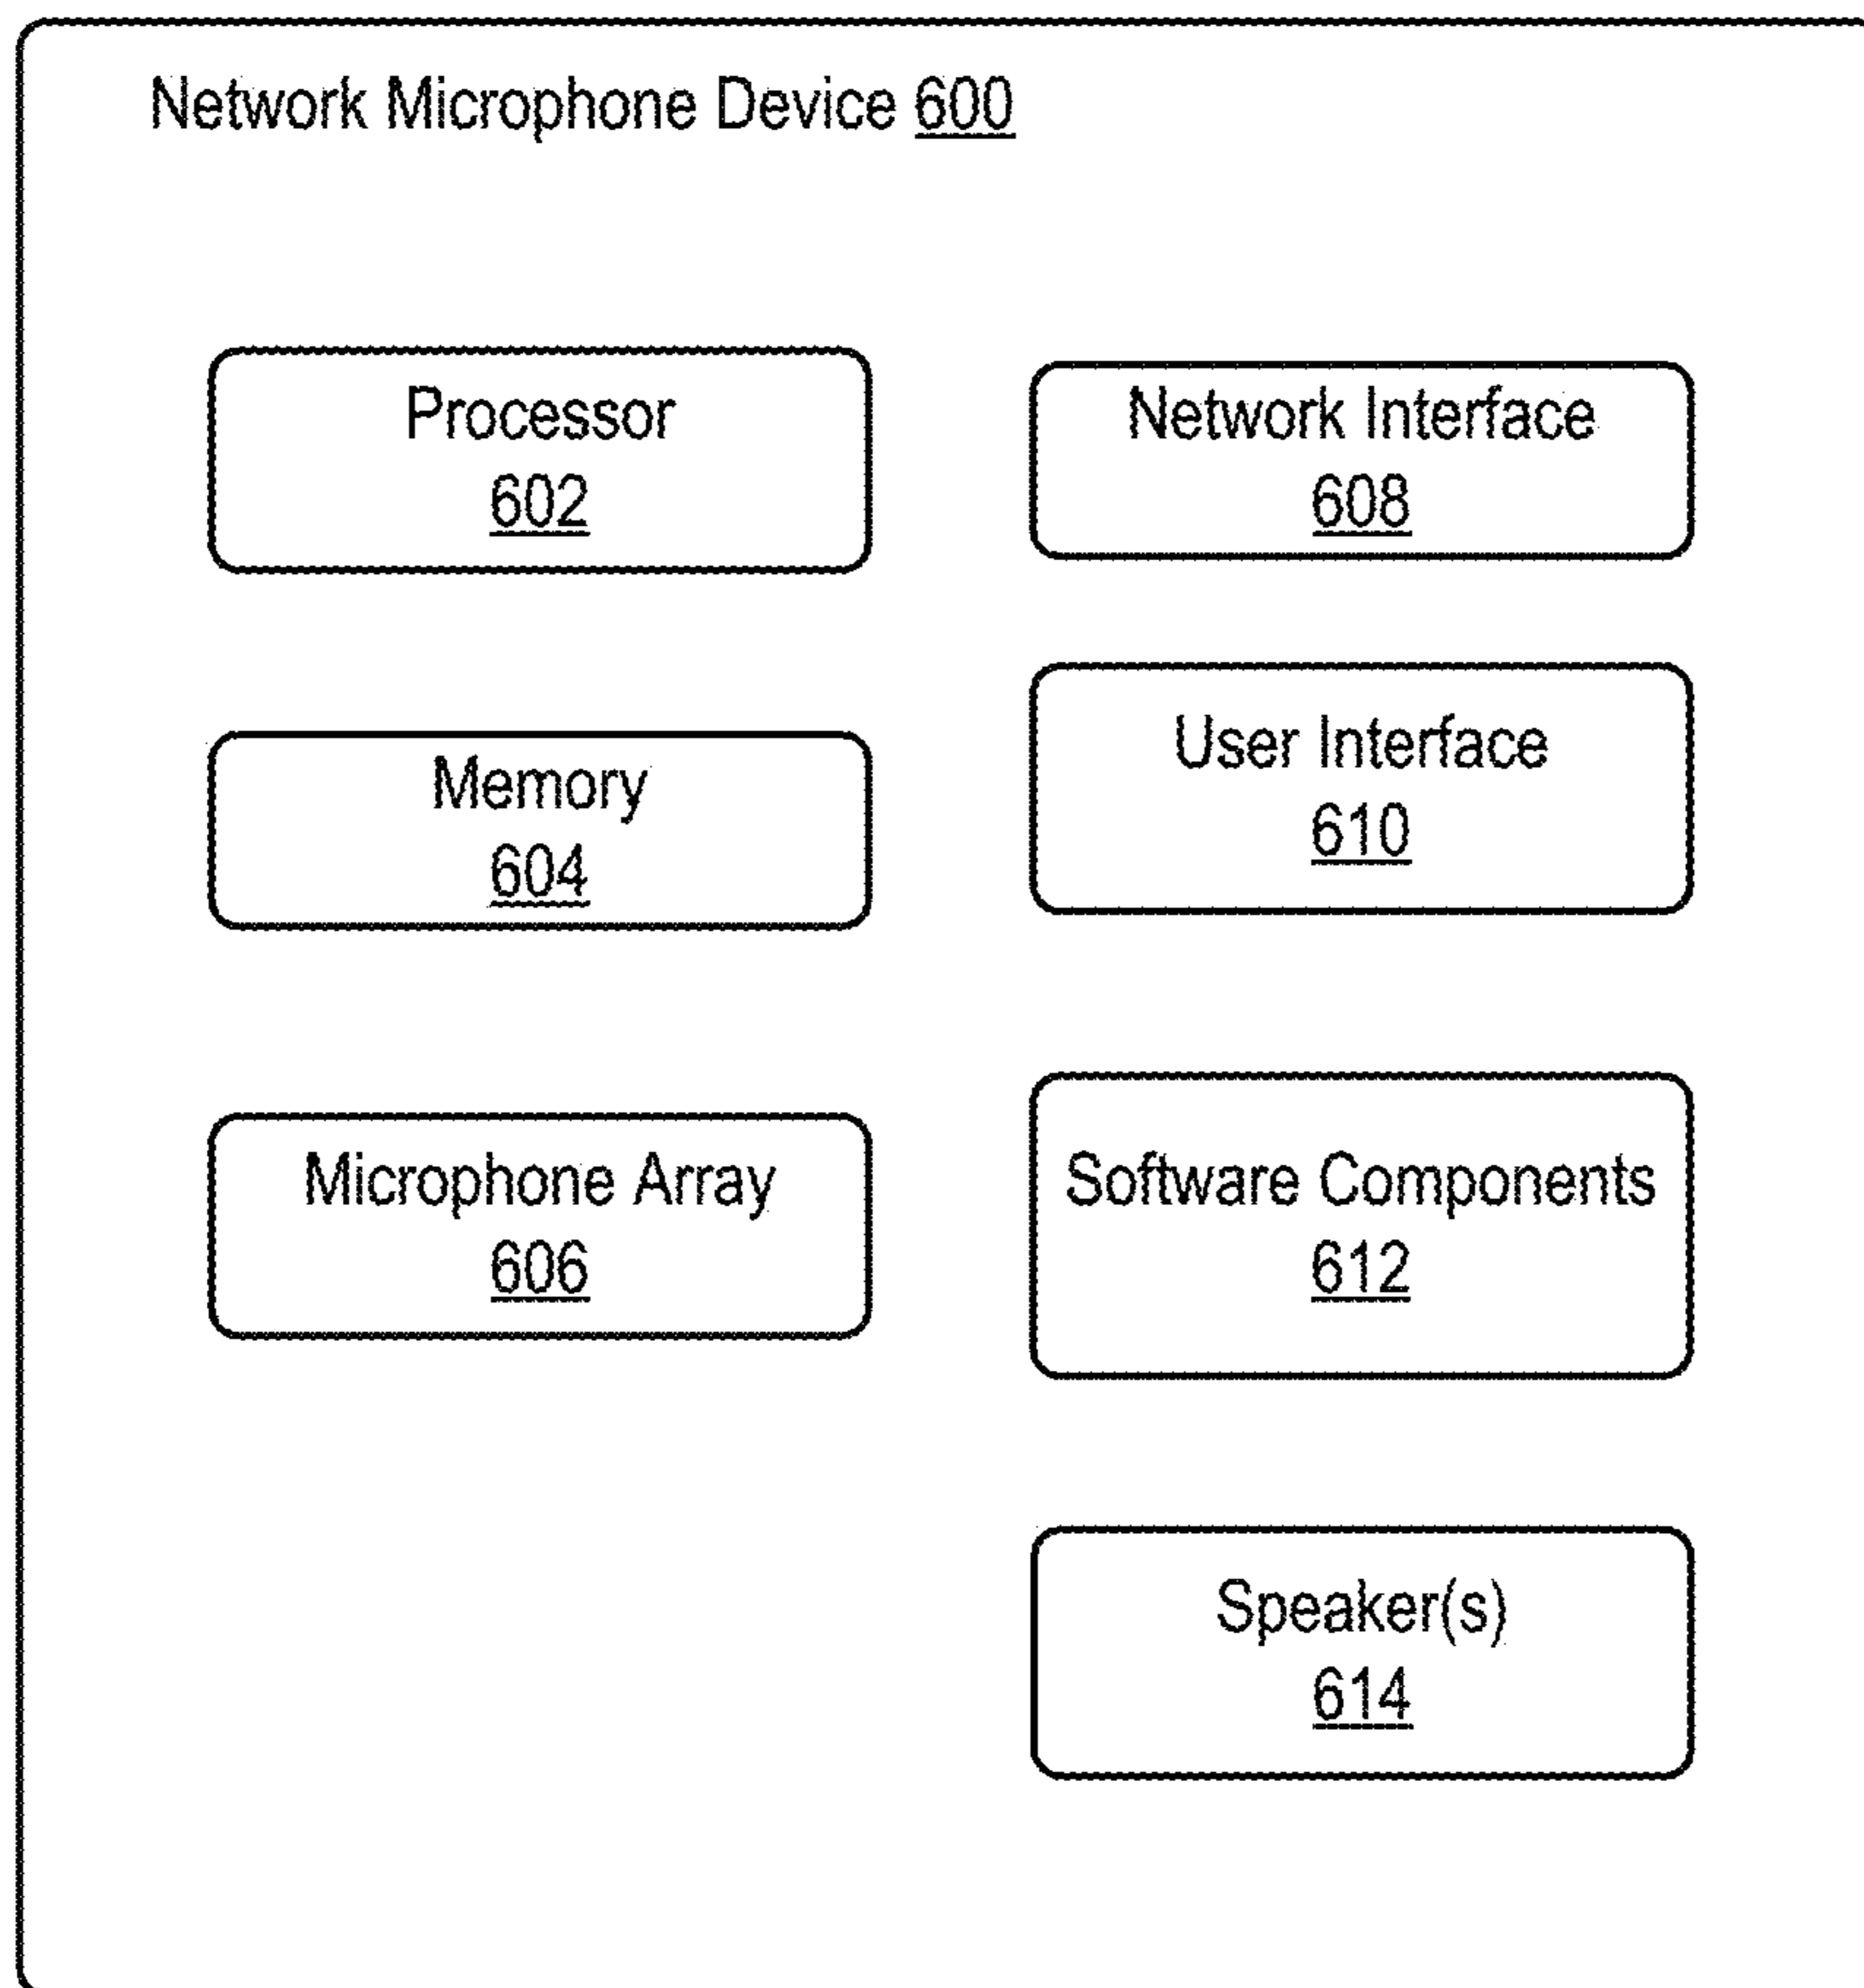 Network Microphone Device 600
Processor
602
Network Interface
608
Memory
604
User Interface
610
Microphone Array
606
Software Components
612
Speaker(s)
614